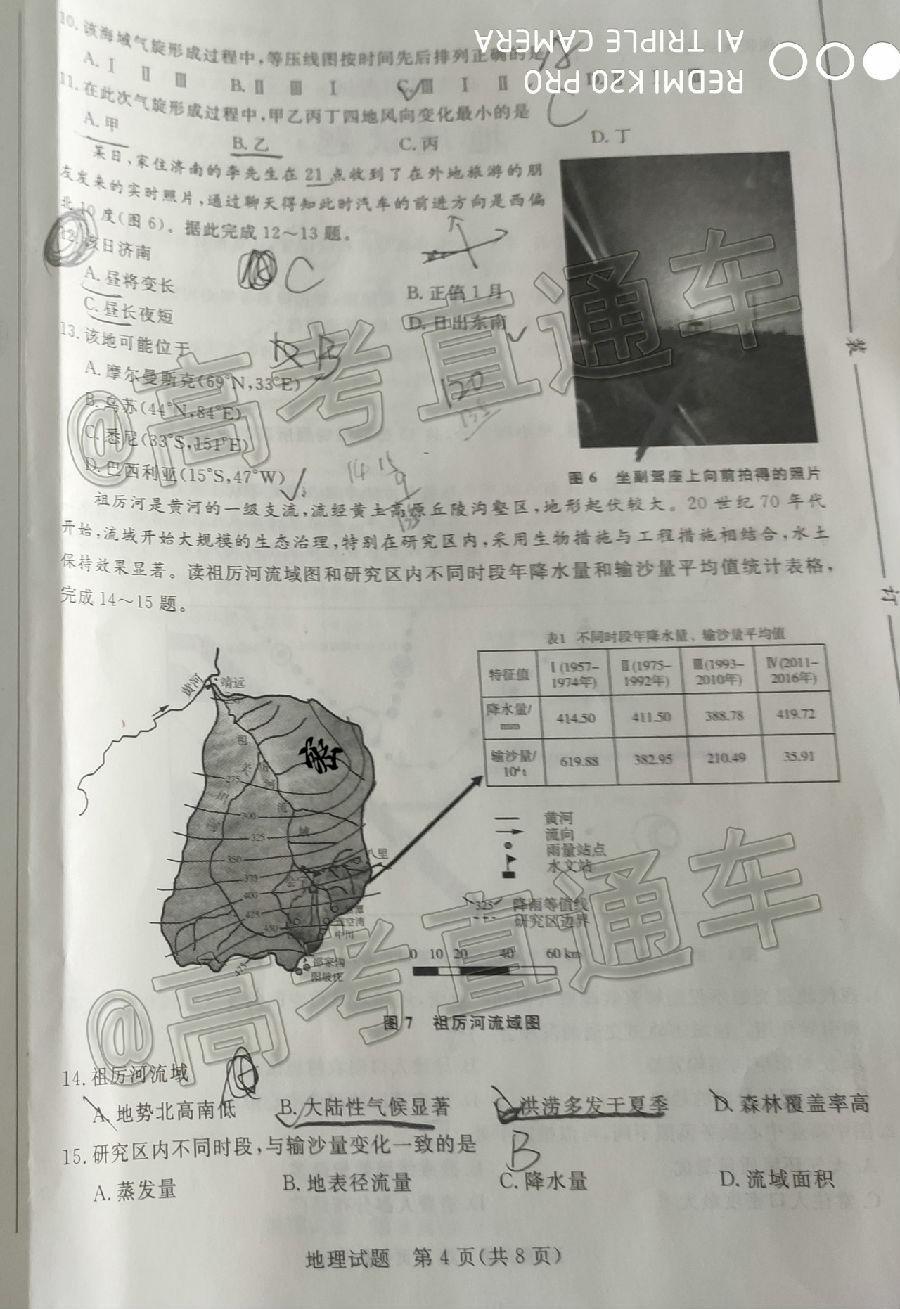 10.该海域气旋形成过程中,等压线图按时间先后排列正确的是
A.Ⅰ Ⅱ Ⅲ B.Ⅱ Ⅲ Ⅰ C.Ⅲ Ⅰ Ⅱ
11.在此次气旋形成过程中,甲乙丙丁四地风向变化最小的是 C
A.甲 B.乙 C.丙 D.丁
某日,家住济南的李先生在21点收到了在外地旅游的朋
友发来的实时照片,通过聊天得知此时汽车的前进方向是西偏
北10度(图6)。据此完成12~13题。
12.该日济南 C
A.昼将变长 B.正值1月
C.昼长夜短 D.日出东南
13.该地可能位于 B
A.摩尔曼斯克(69°N,33°E)
B.乌苏(44°N,84°E)
C.悉尼(33°S,151°E)
D.巴西利亚(15°S,47°W)
120
图6 坐副驾座上向前拍得的照片
祖厉河是黄河的一级支流,流经黄土高原丘陵沟壑区,地形起伏较大。20世纪70年代
开始,流域开始大规模的生态治理,特别在研究区内,采用生物措施与工程措施相结合,水土
保持效果显著。读祖厉河流域图和研究区内不同时段年降水量和输沙量平均值统计表格,
完成14~15题。
表1 不同时段年降水量、输沙量平均值
特征值 Ⅰ(1957-1974年) Ⅱ(1975-1992年) Ⅲ(1993-2010年) Ⅳ(2011-2016年)
降水量/mm 414.50 411.50 388.78 419.72
输沙量/10⁴t 619.88 382.95 210.49 35.91
黄河 靖远
275
300
325
350
375
400
425
450
八里
黄河
流向
雨量站点
水文站
325 降雨等值线
研究区边界
0 10 20 40 60 km
图7 祖厉河流域图
14.祖厉河流域
A.地势北高南低 B.大陆性气候显著 C.洪涝多发于夏季 D.森林覆盖率高
15.研究区内不同时段,与输沙量变化一致的是 B
A.蒸发量 B.地表径流量 C.降水量 D.流域面积
地理试题 第4页(共8页)
装
订
@高考直通车
@高考直通车
REDMI K20 PRO
AI TRIPLE CAMERA